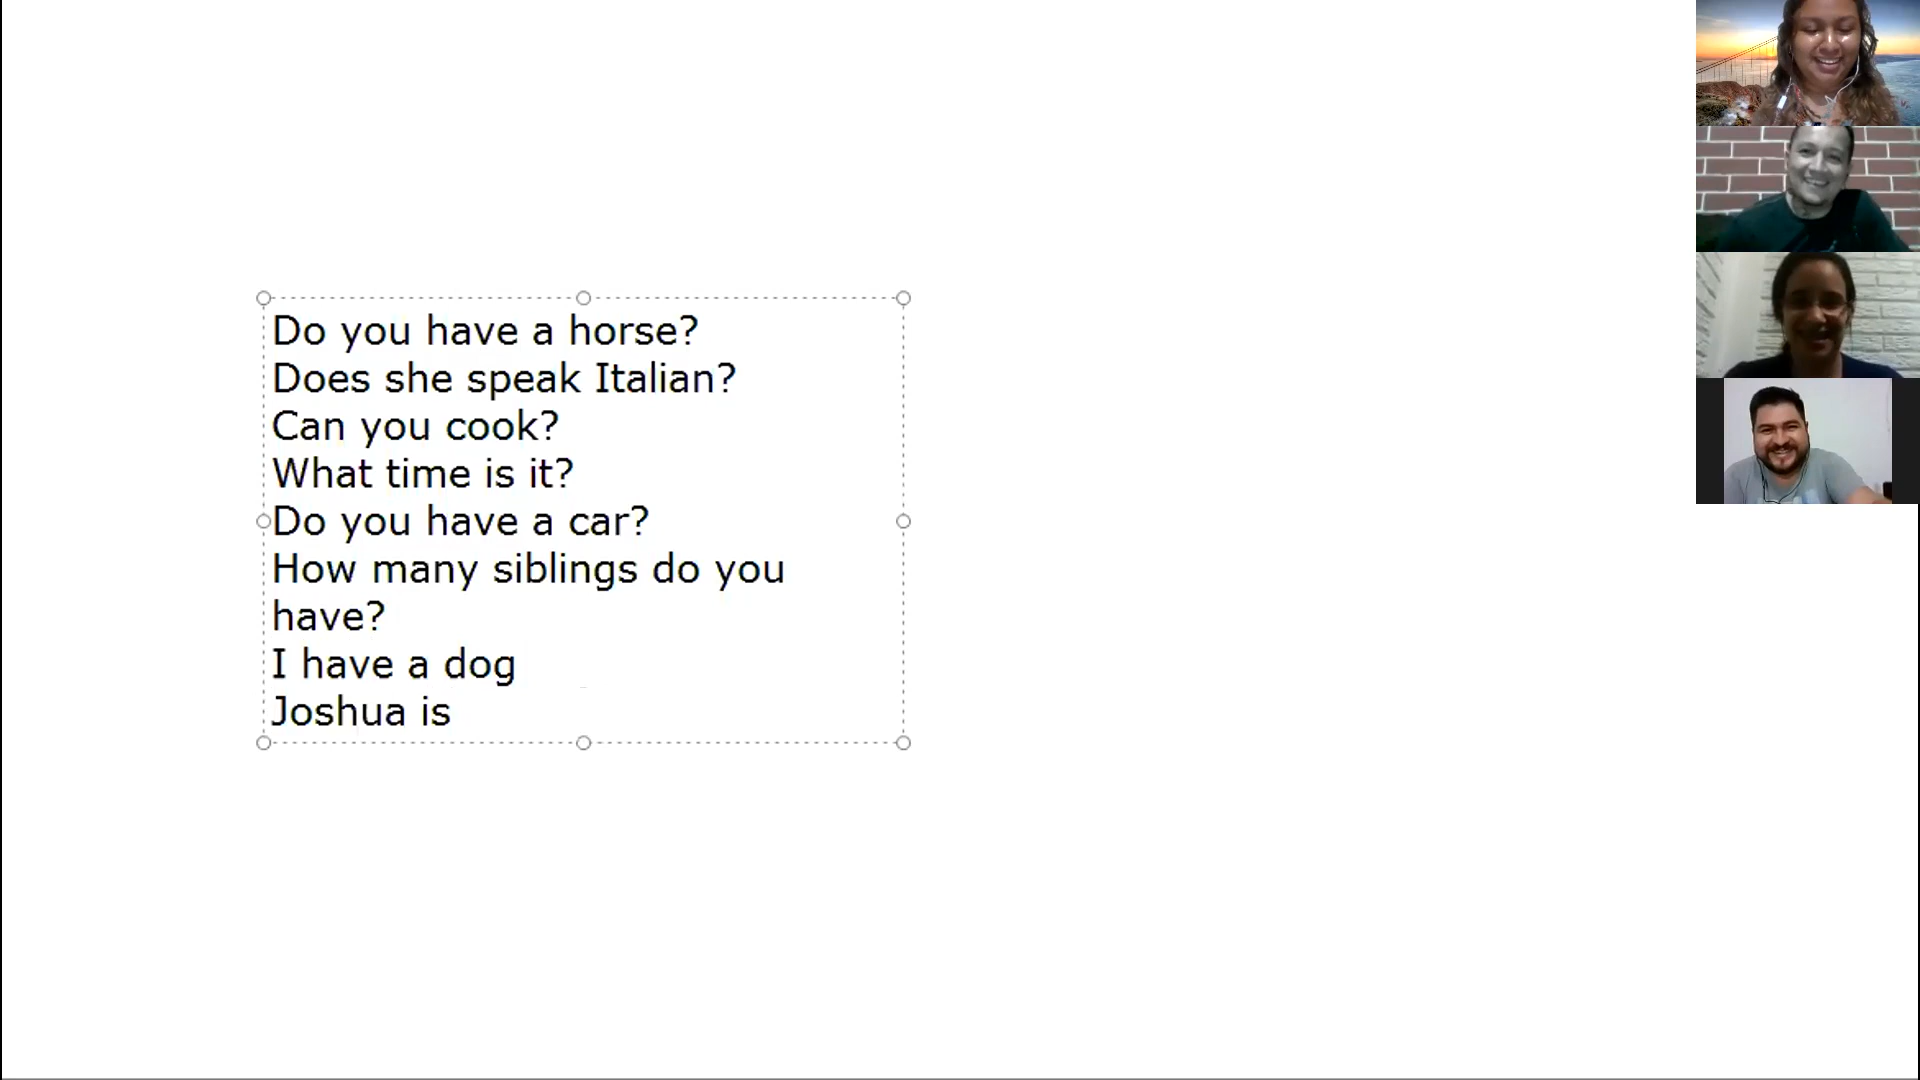 Do you have a horse?
Does she speak Italian?
Can you cook?
What time is it?
Do you have a car?
How many siblings do you
have?
I have a dog
Joshua is